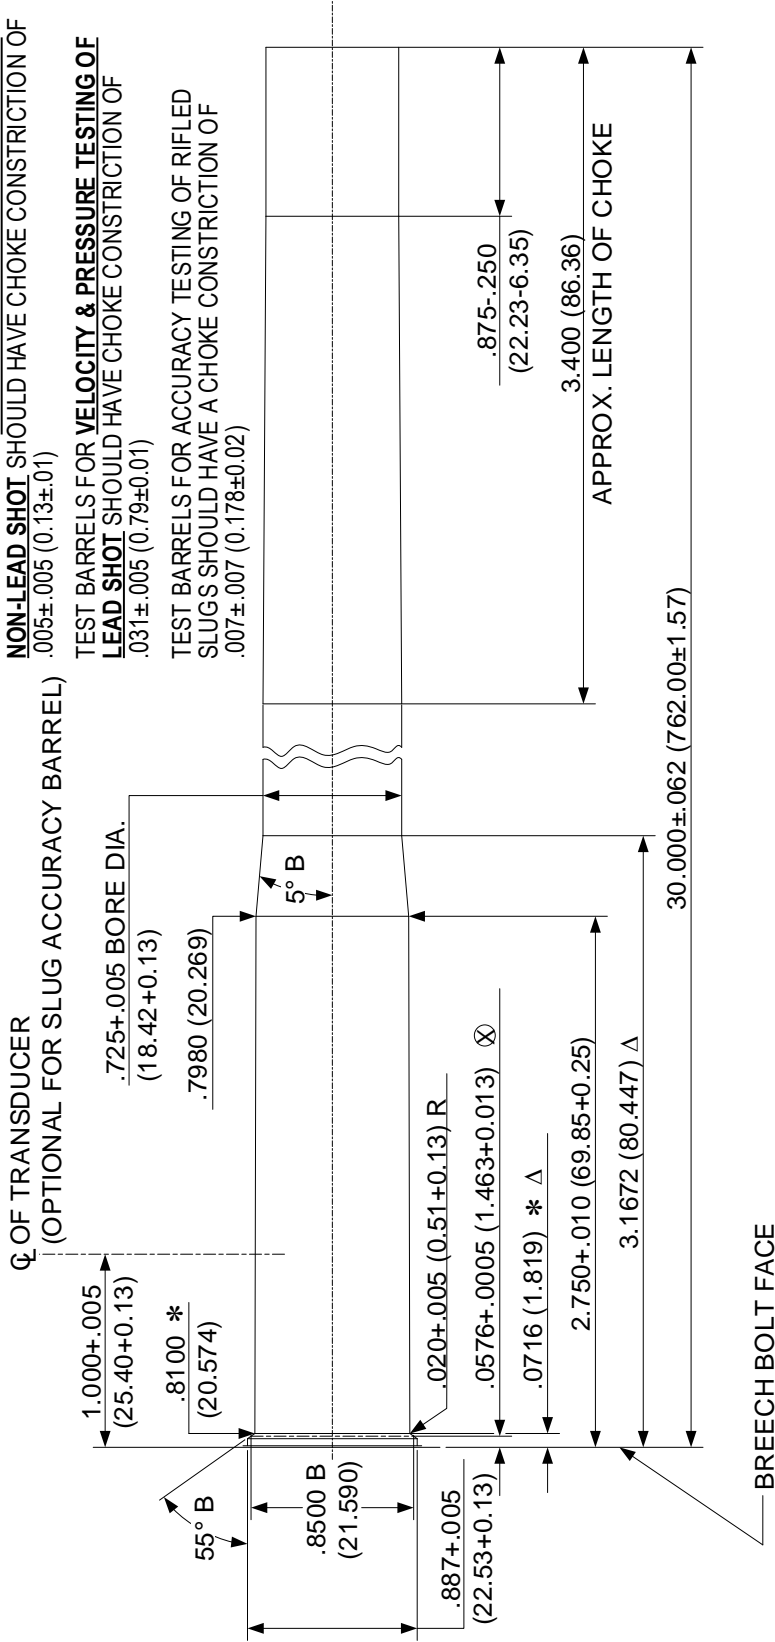 NON-LEAD SHOT SHOULD HAVE CHOKE CONSTRICTION OF
.005±.005 (0.13±.01)
TEST BARRELS FOR VELOCITY & PRESSURE TESTING OF
LEAD SHOT SHOULD HAVE CHOKE CONSTRICTION OF
.031±.005 (0.79±0.01)
TEST BARRELS FOR ACCURACY TESTING OF RIFLED
SLUGS SHOULD HAVE A CHOKE CONSTRICTION OF
.007±.007 (0.178±0.02)
℄ OF TRANSDUCER
(OPTIONAL FOR SLUG ACCURACY BARREL)
1.000+.005
(25.40+0.13)
.725+.005 BORE DIA.
(18.42+0.13)
.8100 *
(20.574)
.7980 (20.269)
5° B
55° B
.8500 B
(21.590)
.887+.005
(22.53+0.13)
.020+.005 (0.51+0.13) R
.0576+.0005 (1.463+0.013) ⊗
.0716 (1.819) * Δ
2.750+.010 (69.85+0.25)
3.1672 (80.447) Δ
.875-.250
(22.23-6.35)
3.400 (86.36)
APPROX. LENGTH OF CHOKE
30.000±.062 (762.00±1.57)
BREECH BOLT FACE